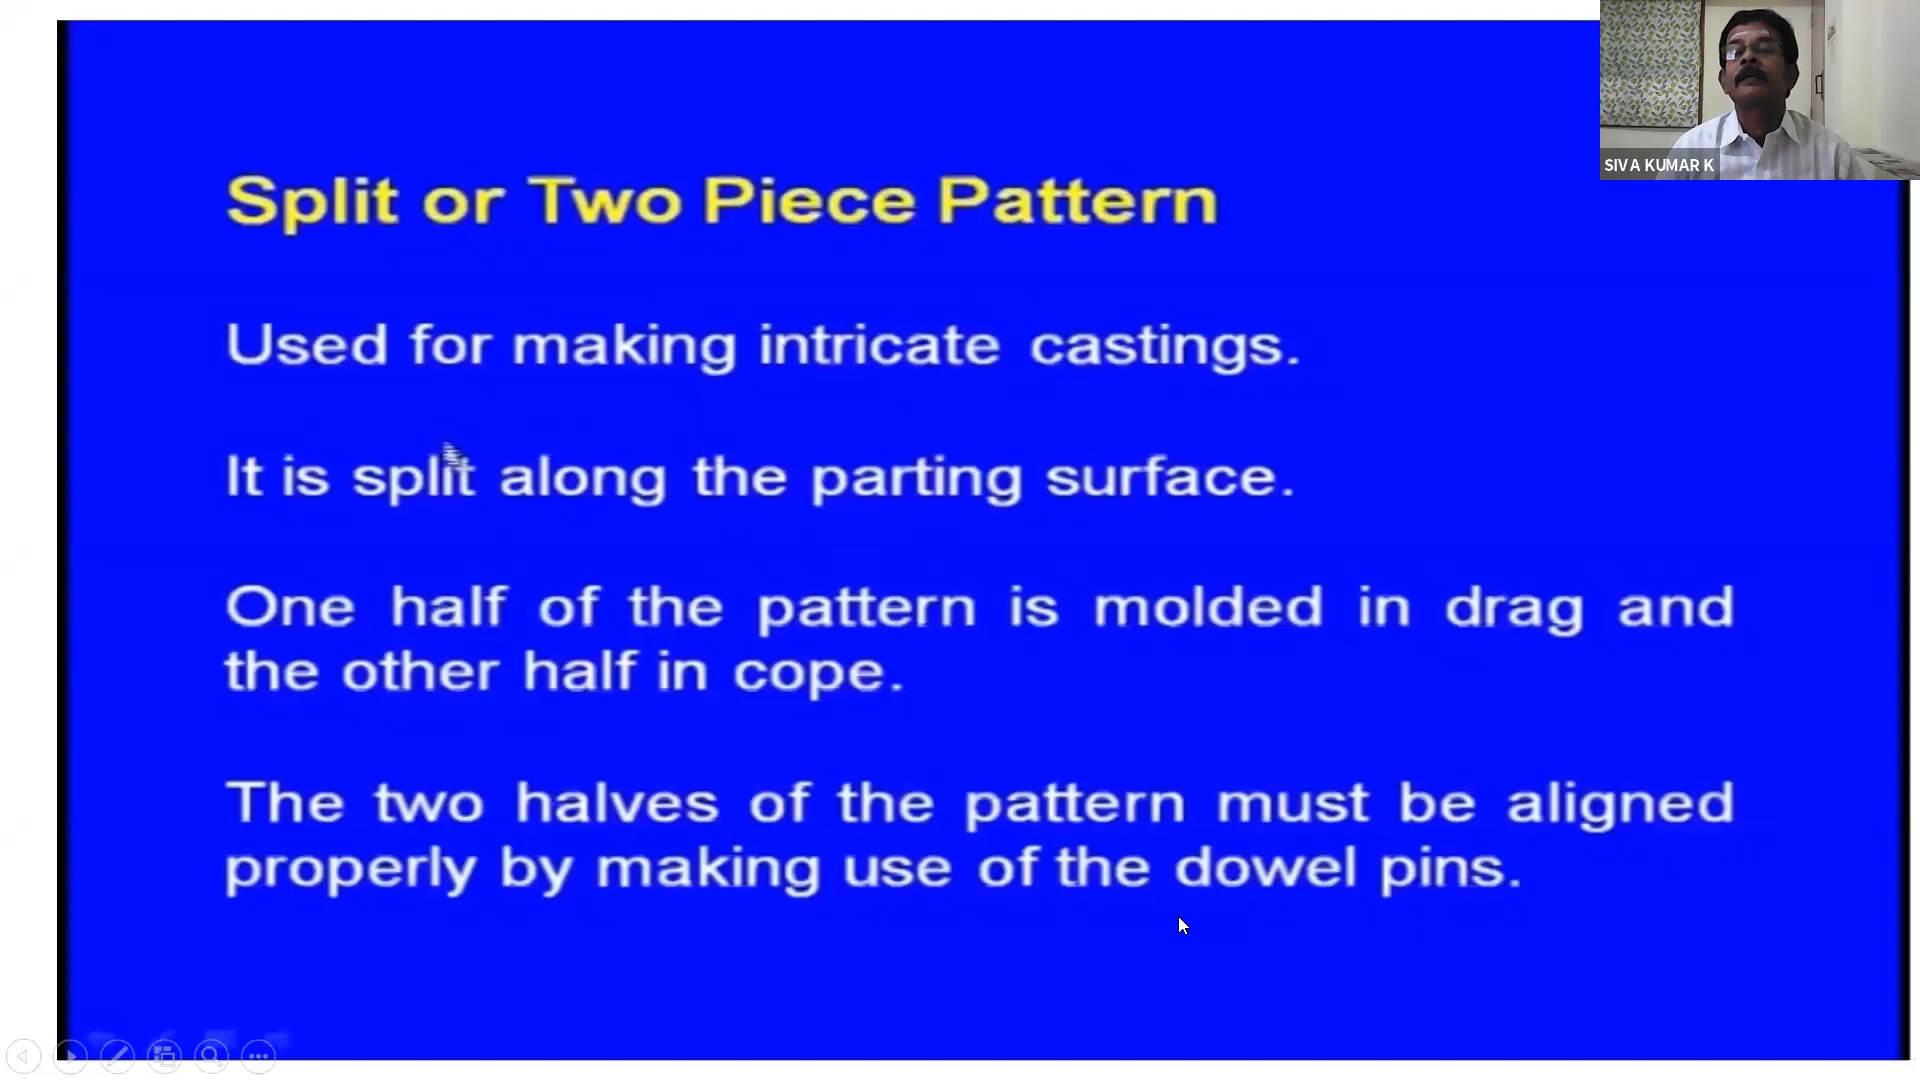 SIVA KUMAR K
Split or Two Piece Pattern
Used for making intricate castings.
It is split along the parting surface.
One half of the pattern is molded in drag and
the other half in cope.
The two halves of the pattern must be aligned
properly by making use of the dowel pins.